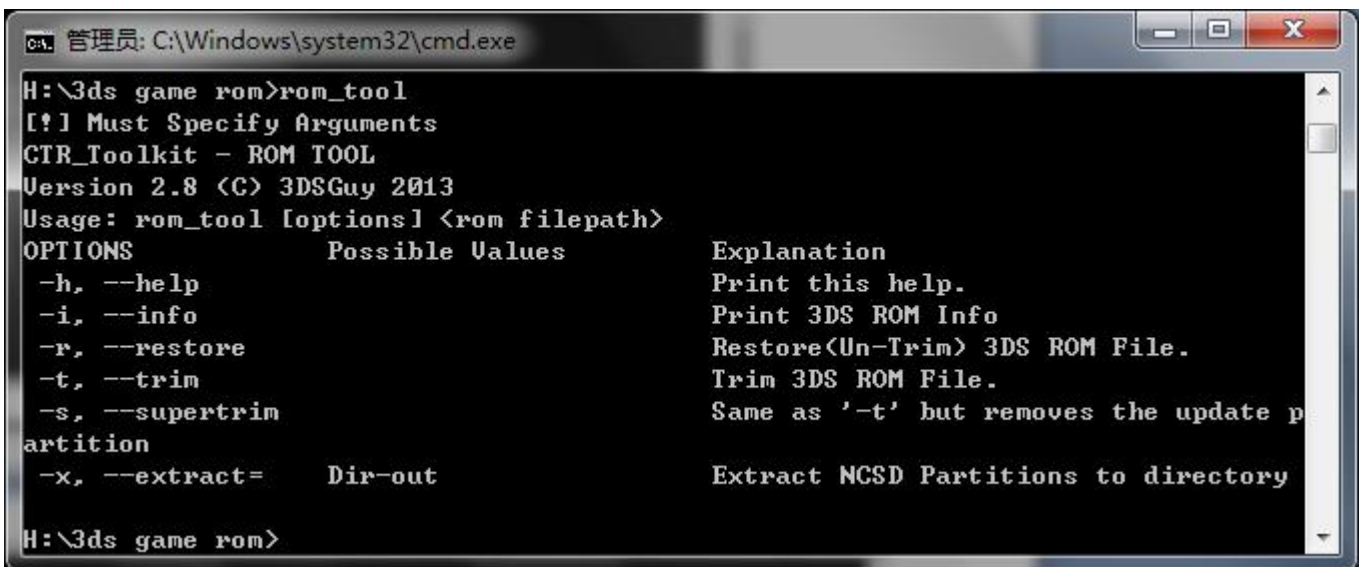 管理员: C:\Windows\system32\cmd.exe
H:\3ds game rom>rom_tool
[!] Must Specify Arguments
CTR_Toolkit - ROM TOOL
Version 2.8 (C) 3DSGuy 2013
Usage: rom_tool [options] <rom filepath>
OPTIONS Possible Values Explanation
-h, --help Print this help.
-i, --info Print 3DS ROM Info
-r, --restore Restore(Un-Trim) 3DS ROM File.
-t, --trim Trim 3DS ROM File.
-s, --supertrim Same as '-t' but removes the update p
artition
-x, --extract= Dir-out Extract NCSD Partitions to directory
H:\3ds game rom>